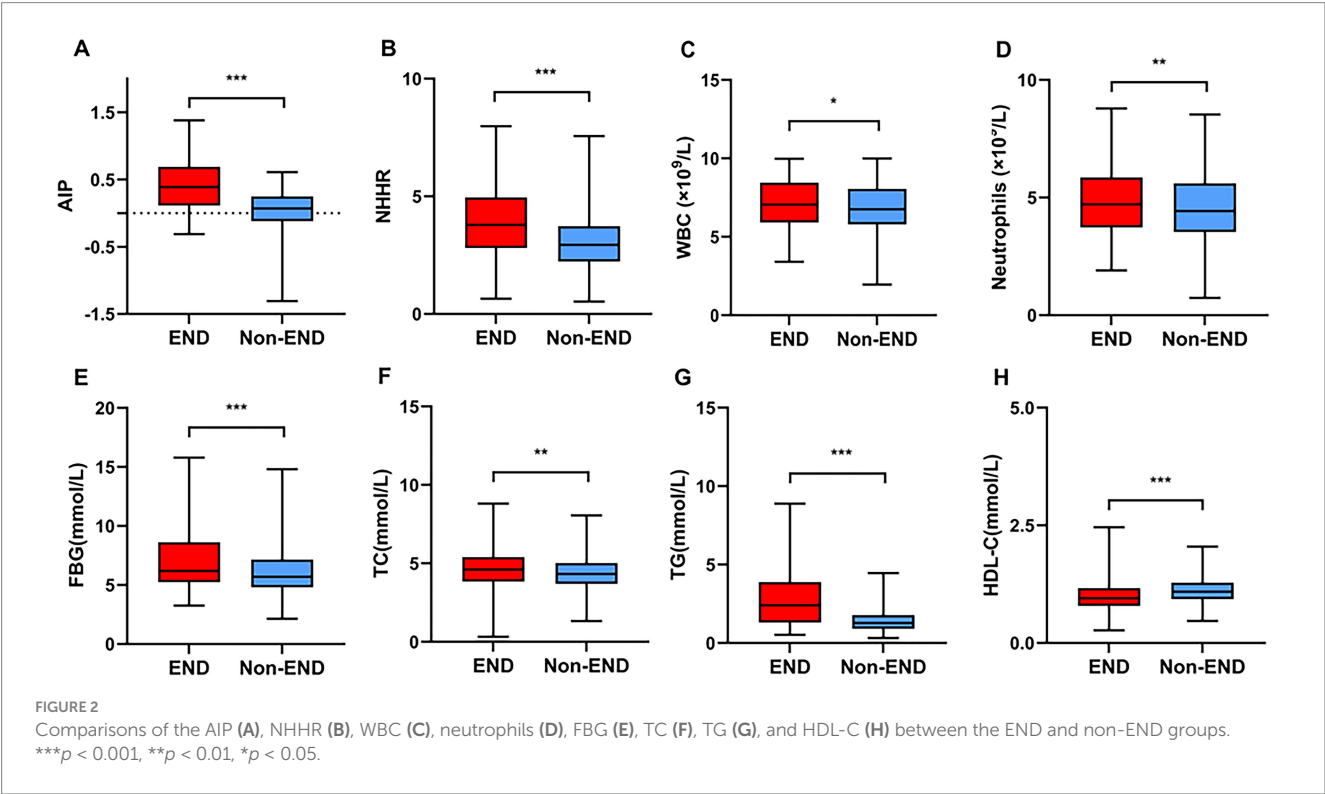 A
***
1.5
0.5
-0.5
-1.5
AIP
END Non-END
B
***
10
5
0
NHHR
END Non-END
C
*
15
10
5
0
WBC (×10⁹/L)
END Non-END
D
**
10
5
0
Neutrophils (×10⁹/L)
END Non-END
E
***
20
15
10
5
0
FBG(mmol/L)
END Non-END
F
**
15
10
5
0
TC(mmol/L)
END Non-END
G
***
15
10
5
0
TG(mmol/L)
END Non-END
H
***
5.0
2.5
0.0
HDL-C(mmol/L)
END Non-END
FIGURE 2
Comparisons of the AIP (A), NHHR (B), WBC (C), neutrophils (D), FBG (E), TC (F), TG (G), and HDL-C (H) between the END and non-END groups.
***p < 0.001, **p < 0.01, *p < 0.05.